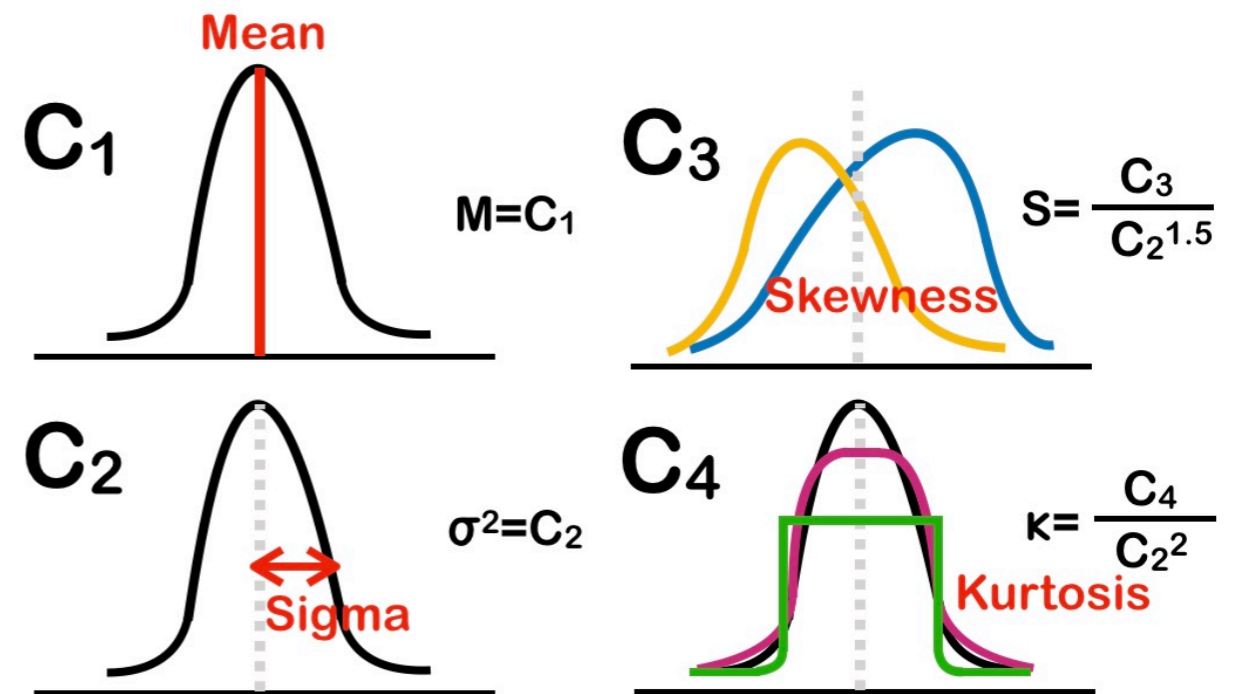 Mean
C₁
M=C₁
C₂
σ²=C₂
Sigma
C₃
S= C₃
C₂^1.5
Skewness
C₄
κ= C₄
C₂²
Kurtosis